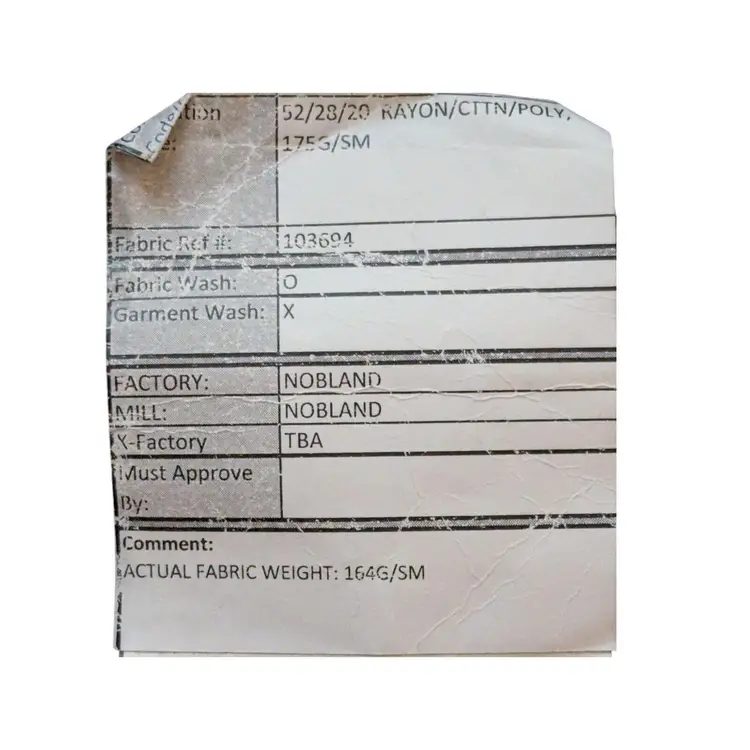 tion 52/28/20 RAYON/CTTN/POLY,
e: 175G/SM
Fabric Ref #: 103694
Fabric Wash: O
Garment Wash: X
FACTORY: NOBLAND
MILL: NOBLAND
X-Factory TBA
Must Approve
By:
Comment:
ACTUAL FABRIC WEIGHT: 164G/SM